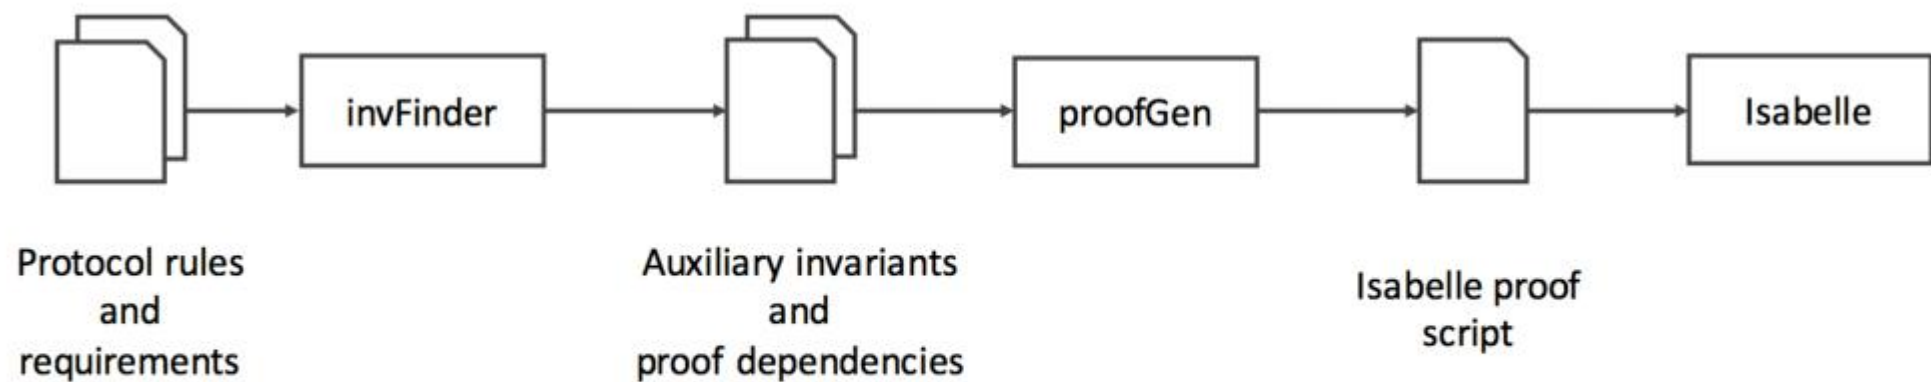 invFinder
proofGen
Isabelle
Protocol rules
and
requirements
Auxiliary invariants
and
proof dependencies
Isabelle proof
script